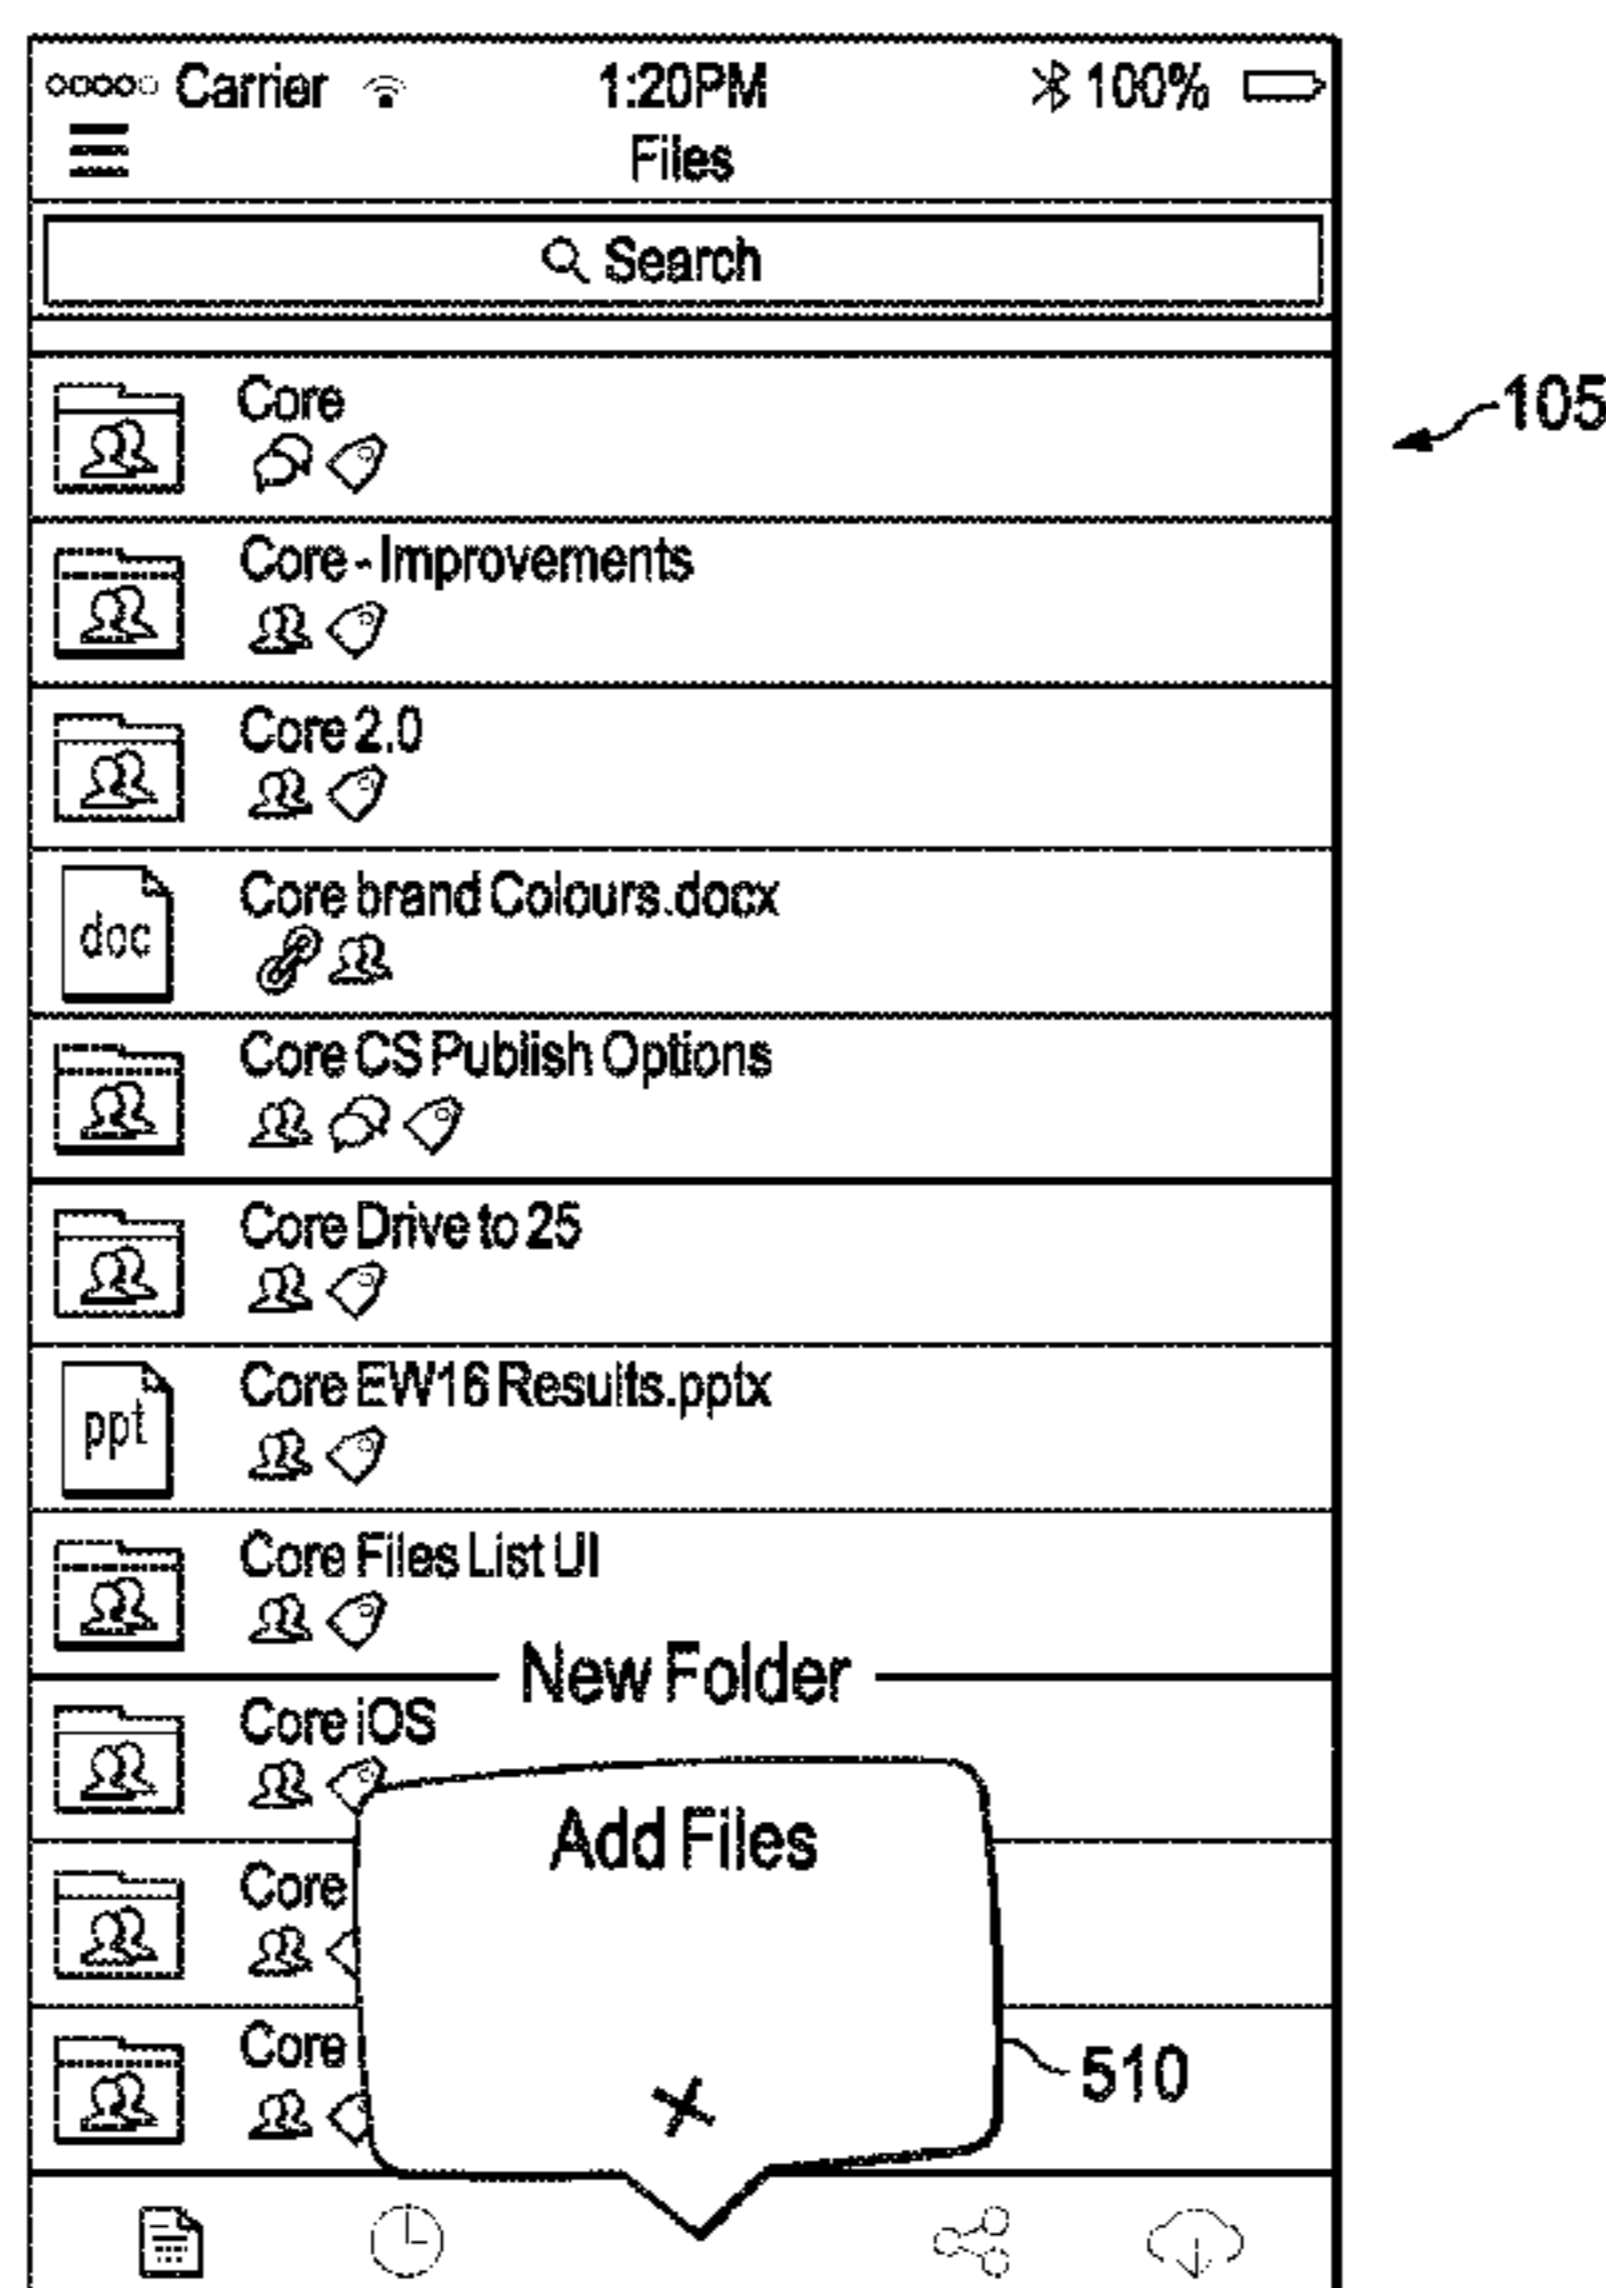 Carrier 1:20PM 100%
Files
Search
Core
105
Core - Improvements
Core 2.0
Core brand Colours.docx
doc
Core CS Publish Options
Core Drive to 25
Core EW16 Results.pptx
ppt
Core Files List UI
New Folder
Core iOS
Add Files
Core
Core
510